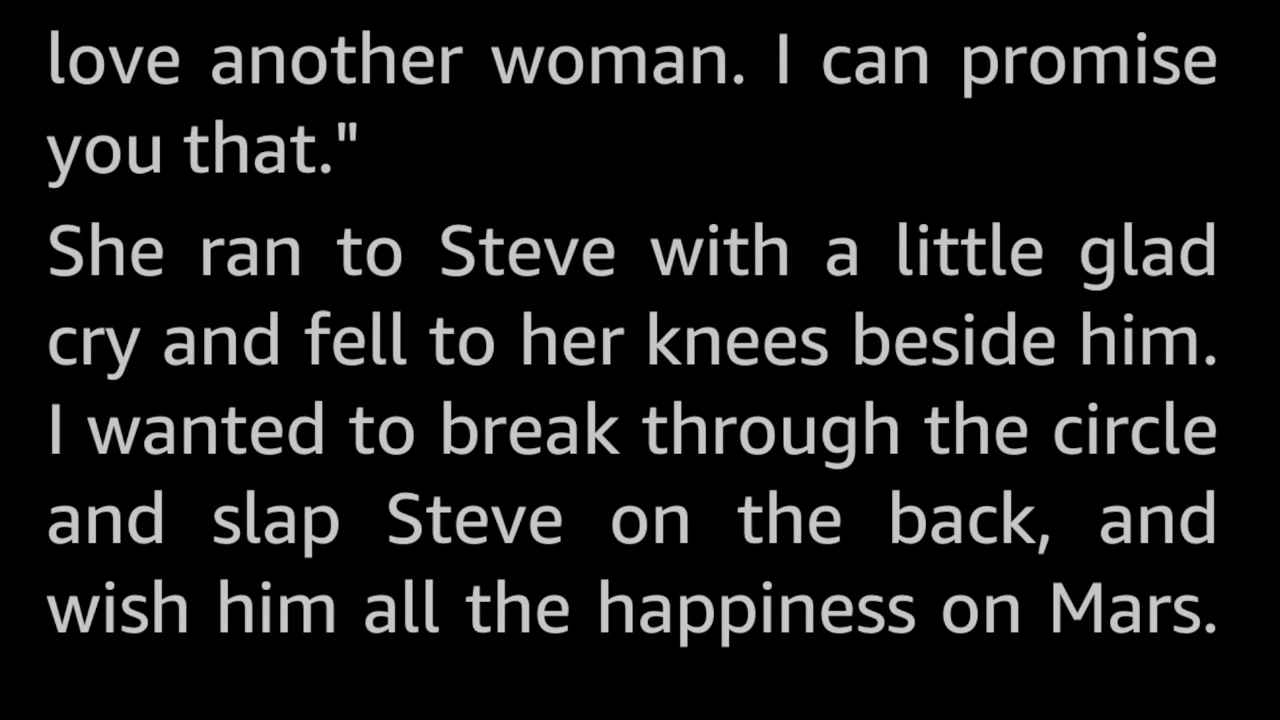 love another woman. I can promise
you that."
She ran to Steve with a little glad
cry and fell to her knees beside him.
I wanted to break through the circle
and slap Steve on the back, and
wish him all the happiness on Mars.